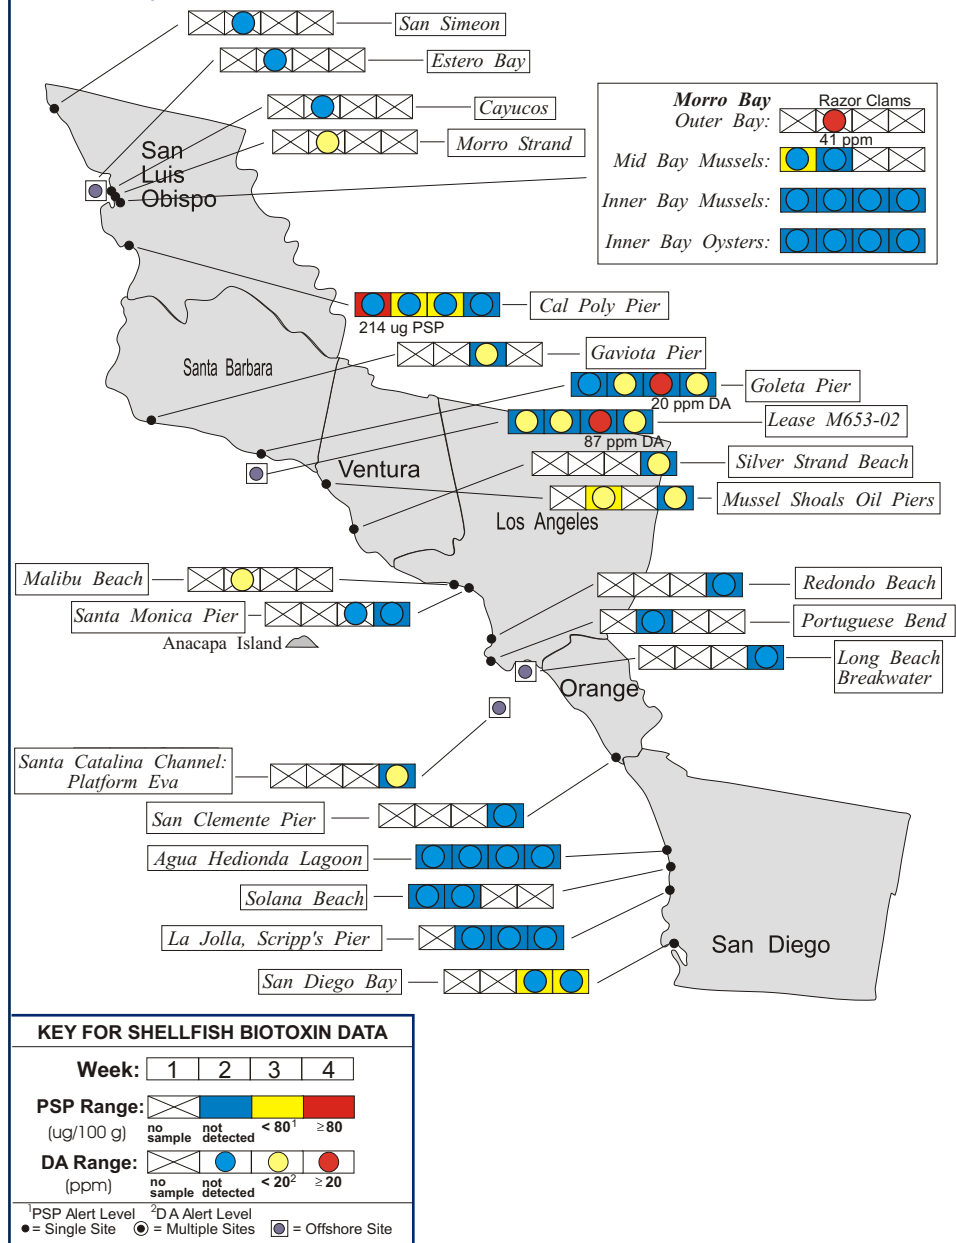 San Simeon
Estero Bay
Cayucos
Morro Strand
Morro Bay
Razor Clams
Outer Bay:
41 ppm
Mid Bay Mussels:
Inner Bay Mussels:
Inner Bay Oysters:
San
Luis
Obispo
Cal Poly Pier
214 ug PSP
Gaviota Pier
Santa Barbara
Goleta Pier
20 ppm DA
Lease M653-02
87 ppm DA
Silver Strand Beach
Ventura
Mussel Shoals Oil Piers
Los Angeles
Malibu Beach
Redondo Beach
Santa Monica Pier
Portuguese Bend
Anacapa Island
Long Beach
Breakwater
Orange
Santa Catalina Channel:
Platform Eva
San Clemente Pier
Agua Hedionda Lagoon
Solana Beach
La Jolla, Scripp's Pier
San Diego
San Diego Bay
KEY FOR SHELLFISH BIOTOXIN DATA
Week: 1 2 3 4
PSP Range:
(ug/100 g)
no sample
not detected
< 80¹
≥80
DA Range:
(ppm)
no sample
not detected
< 20²
≥ 20
¹PSP Alert Level ²DA Alert Level
= Single Site = Multiple Sites = Offshore Site